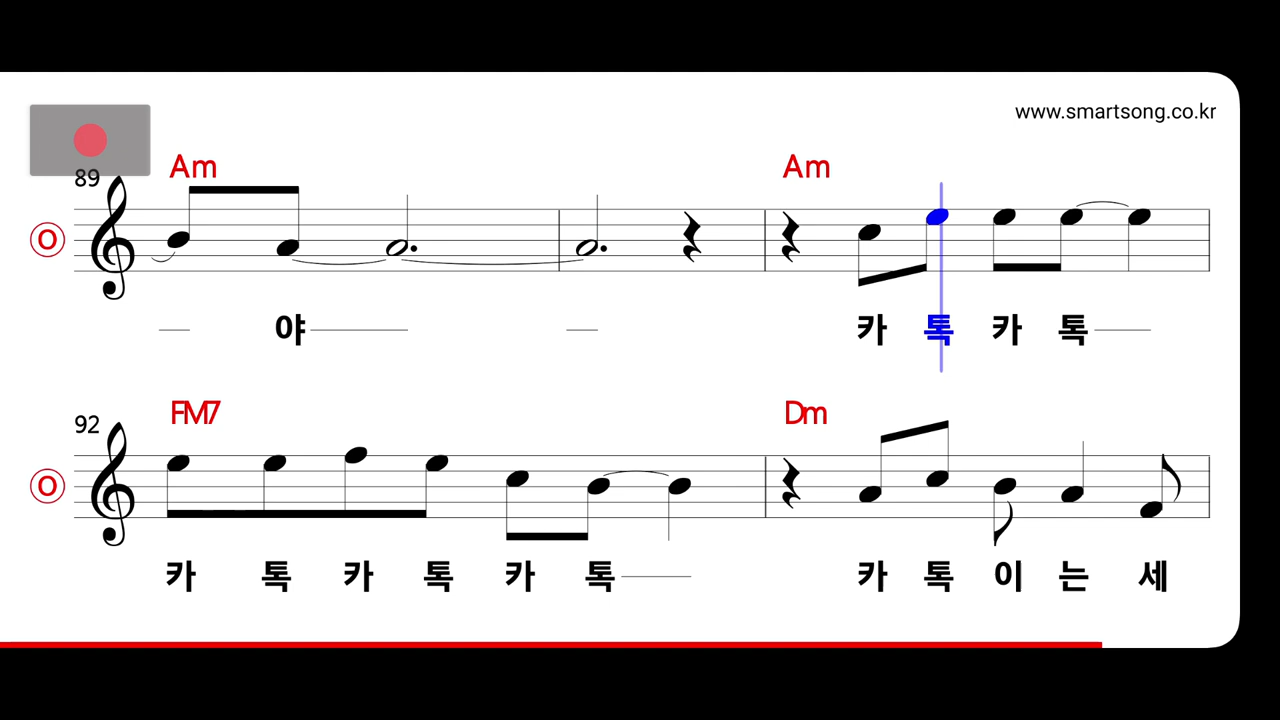 www.smartsong.co.kr
89 Am Am
O
야 카 톡 카 톡
92 FM7 Dm
O
카 톡 카 톡 카 톡 카 톡 이 는 세